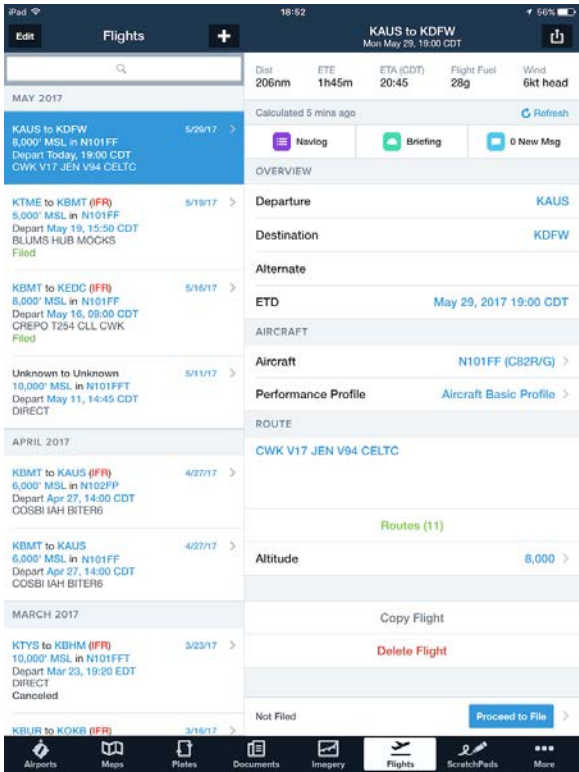 iPad
18:52
56%
Edit
Flights
+
KAUS to KDFW
Mon May 29, 19:00 CDT
MAY 2017
KAUS to KDFW
5/29/17
8,000' MSL in N101FF
Depart Today, 19:00 CDT
CWK V17 JEN V94 CELTC
KTME to KBMT (IFR)
5/19/17
5,000' MSL in N101FF
Depart May 19, 15:50 CDT
BLUMS HUB MOCKS
Filed
KBMT to KEDC (IFR)
5/16/17
8,000' MSL in N101FF
Depart May 16, 09:00 CDT
CREPO T254 CLL CWK
Filed
Unknown to Unknown
5/11/17
10,000' MSL in N101FFT
Depart May 11, 14:45 CDT
DIRECT
APRIL 2017
KBMT to KAUS (IFR)
4/27/17
6,000' MSL in N102FP
Depart Apr 27, 14:00 CDT
COSBI IAH BITER6
KBMT to KAUS
4/27/17
6,000' MSL in N101FF
Depart Apr 27, 14:00 CDT
COSBI IAH BITER6
MARCH 2017
KTYS to KBHM (IFR)
3/23/17
10,000' MSL in N101FFT
Depart Mar 23, 19:20 EDT
DIRECT
Canceled
KBUR to KOKB (IFR)
3/16/17
Dist
ETE
ETA (CDT)
Flight Fuel
Wind
206nm
1h45m
20:45
28g
6kt head
Calculated 5 mins ago
Refresh
Navlog
Briefing
0 New Msg
OVERVIEW
Departure
KAUS
Destination
KDFW
Alternate
ETD
May 29, 2017 19:00 CDT
AIRCRAFT
Aircraft
N101FF (C82R/G)
Performance Profile
Aircraft Basic Profile
ROUTE
CWK V17 JEN V94 CELTC
Routes (11)
Altitude
8,000
Copy Flight
Delete Flight
Not Filed
Proceed to File
Airports
Maps
Plates
Documents
Imagery
Flights
ScratchPads
More